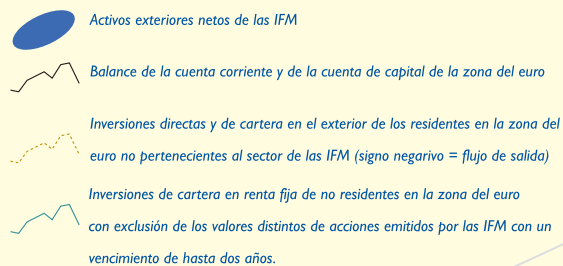 Activos exteriores netos de las IFM
Balance de la cuenta corriente y de la cuenta de capital de la zona del euro
Inversiones directas y de cartera en el exterior de los residentes en la zona del
euro no pertenecientes al sector de las IFM (signo negarivo = flujo de salida)
Inversiones de cartera en renta fija de no residentes en la zona del euro
con exclusión de los valores distintos de acciones emitidos por las IFM con un
vencimiento de hasta dos años.